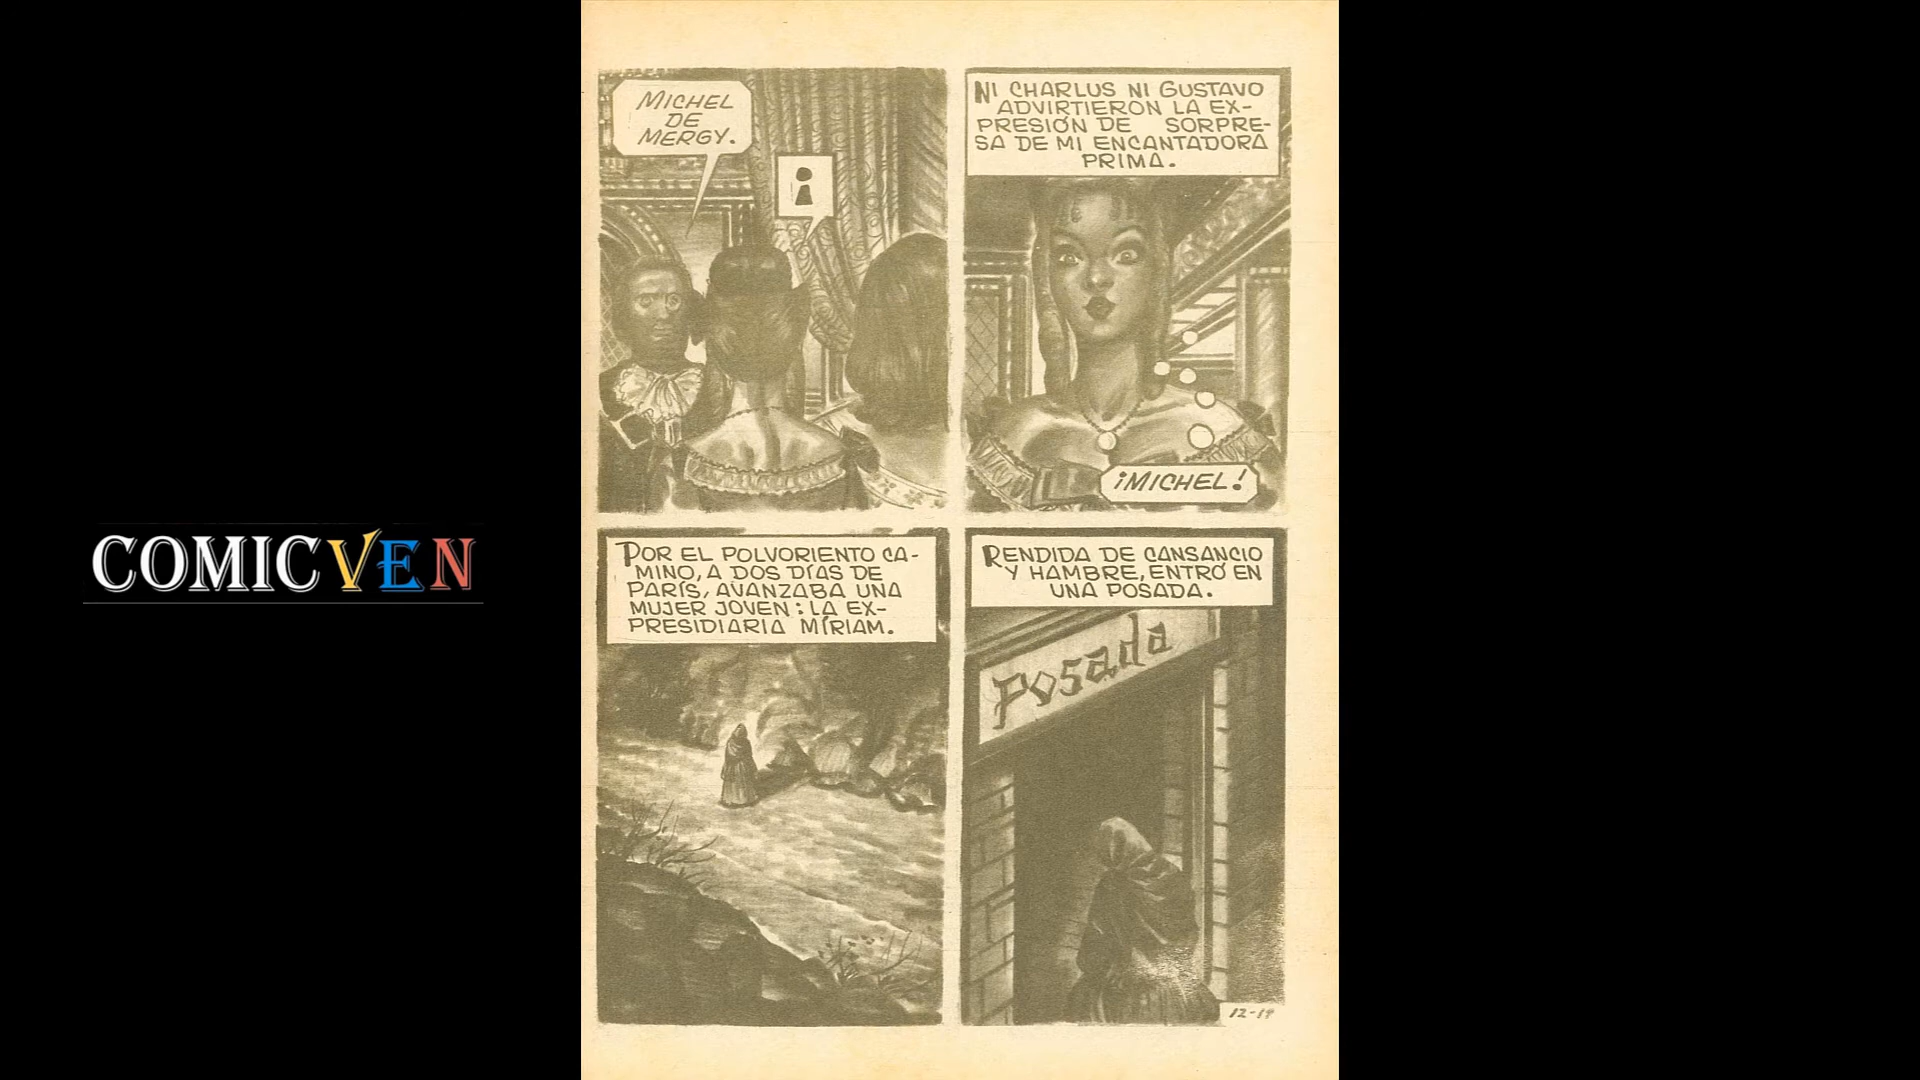 MICHEL
DE
MERGY.
¡
NI CHARLUS NI GUSTAVO
ADVIRTIERON LA EX-
PRESIÓN DE SORPRE-
SA DE MI ENCANTADORA
PRIMA.
¡MICHEL!
POR EL POLVORIENTO CA-
MINO, A DOS DÍAS DE
PARÍS, AVANZABA UNA
MUJER JOVEN: LA EX-
PRESIDIARIA MÍRIAM.
RENDIDA DE CANSANCIO
Y HAMBRE, ENTRÓ EN
UNA POSADA.
Posada
12-19
COMICVEN